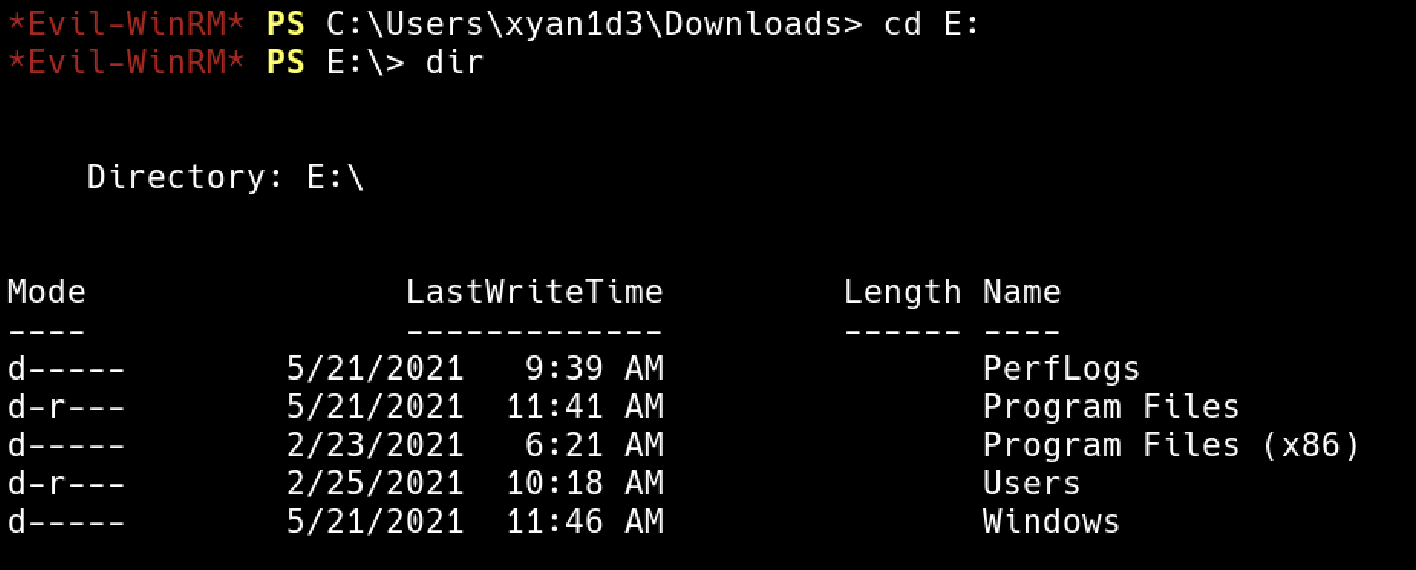 *Evil-WinRM* PS C:\Users\xyan1d3\Downloads> cd E:
*Evil-WinRM* PS E:\> dir
Directory: E:\
Mode LastWriteTime Length Name
---- ------------- ------ ----
d----- 5/21/2021 9:39 AM PerfLogs
d-r--- 5/21/2021 11:41 AM Program Files
d----- 2/23/2021 6:21 AM Program Files (x86)
d-r--- 2/25/2021 10:18 AM Users
d----- 5/21/2021 11:46 AM Windows